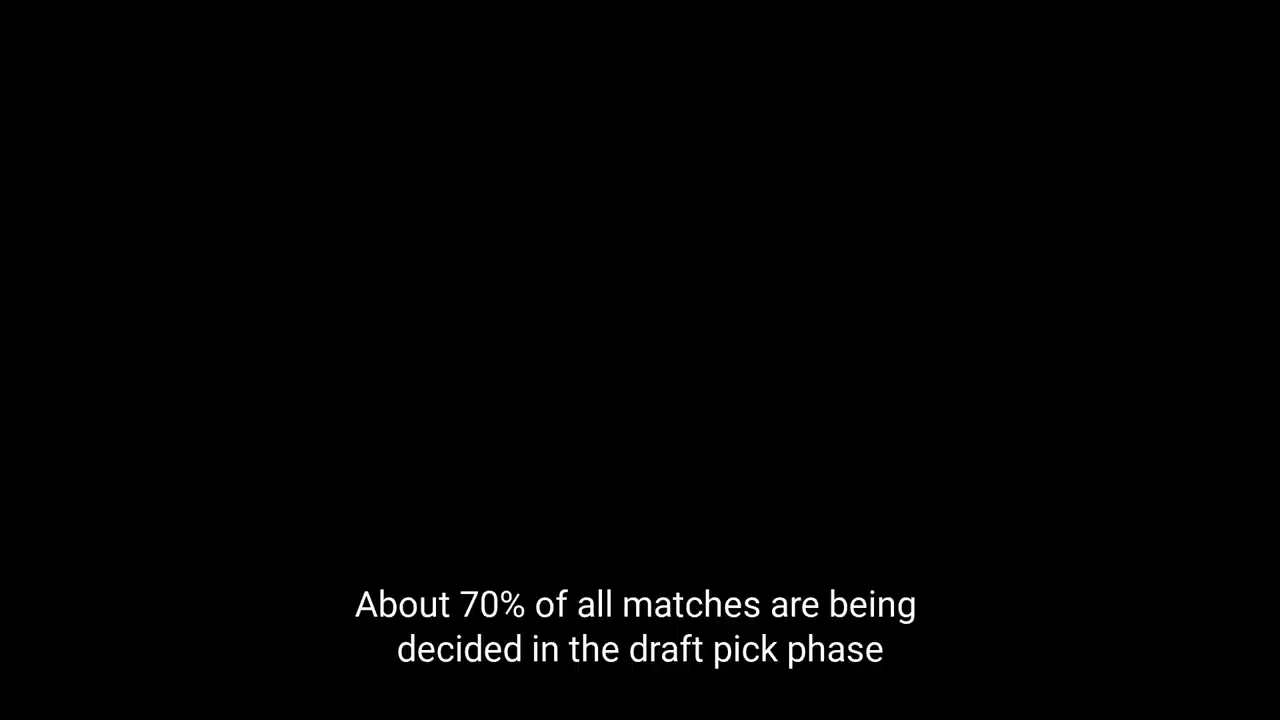 About 70% of all matches are being
decided in the draft pick phase